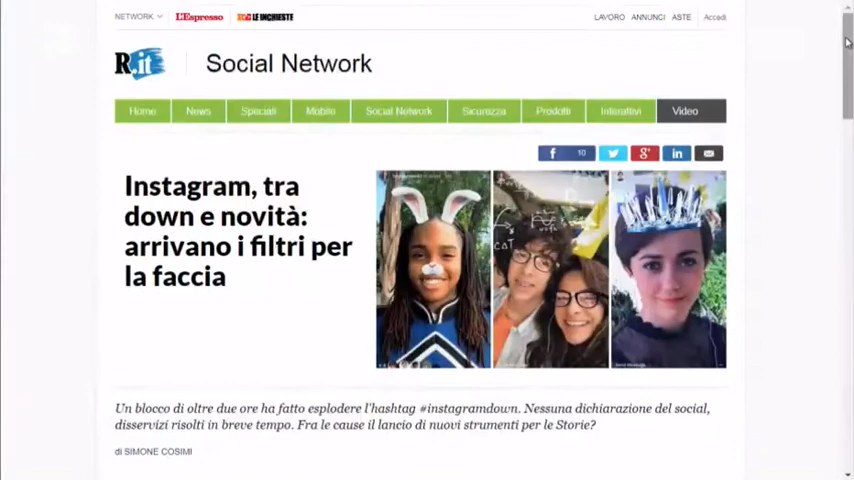 NETWORK
L'Espresso
LE INCHIESTE
LAVORO ANNUNCI ASTE Accedi
R.it
Social Network
Home News Speciali Mobile Social Network Sicurezza Prodotti Interattivi Video
f 10 g+ in
Instagram, tra
down e novità:
arrivano i filtri per
la faccia
Un blocco di oltre due ore ha fatto esplodere l'hashtag #instagramdown. Nessuna dichiarazione del social,
disservizi risolti in breve tempo. Fra le cause il lancio di nuovi strumenti per le Storie?
di SIMONE COSIMI